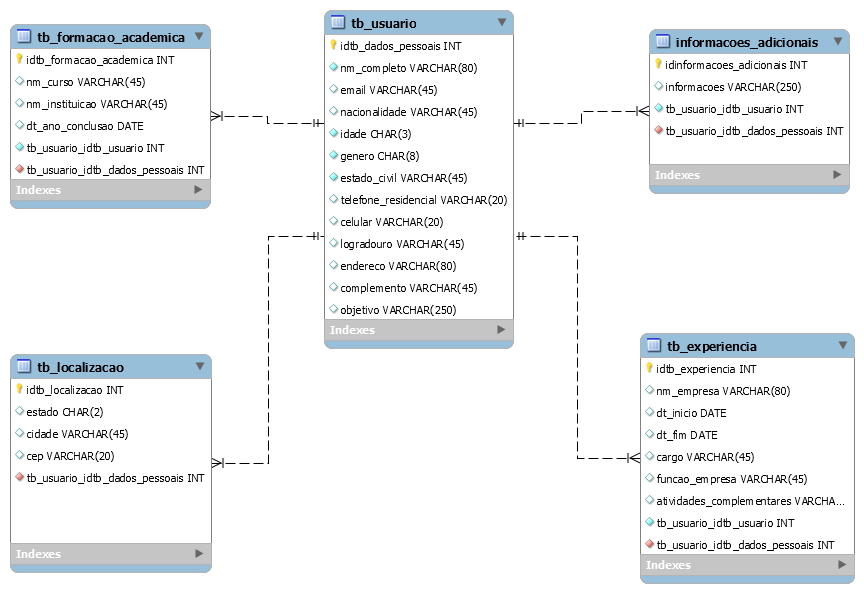 tb_formacao_academica
idtb_formacao_academica INT
nm_curso VARCHAR(45)
nm_instituicao VARCHAR(45)
dt_ano_conclusao DATE
tb_usuario_idtb_usuario INT
tb_usuario_idtb_dados_pessoais INT
Indexes
tb_usuario
idtb_dados_pessoais INT
nm_completo VARCHAR(80)
email VARCHAR(45)
nacionalidade VARCHAR(45)
idade CHAR(3)
genero CHAR(8)
estado_civil VARCHAR(45)
telefone_residencial VARCHAR(20)
celular VARCHAR(20)
logradouro VARCHAR(45)
endereco VARCHAR(80)
complemento VARCHAR(45)
objetivo VARCHAR(250)
Indexes
informacoes_adicionais
idinformacoes_adicionais INT
informacoes VARCHAR(250)
tb_usuario_idtb_usuario INT
tb_usuario_idtb_dados_pessoais INT
Indexes
tb_localizacao
idtb_localizacao INT
estado CHAR(2)
cidade VARCHAR(45)
cep VARCHAR(20)
tb_usuario_idtb_dados_pessoais INT
Indexes
tb_experiencia
idtb_experiencia INT
nm_empresa VARCHAR(80)
dt_inicio DATE
dt_fim DATE
cargo VARCHAR(45)
funcao_empresa VARCHAR(45)
atividades_complementares VARCHA...
tb_usuario_idtb_usuario INT
tb_usuario_idtb_dados_pessoais INT
Indexes